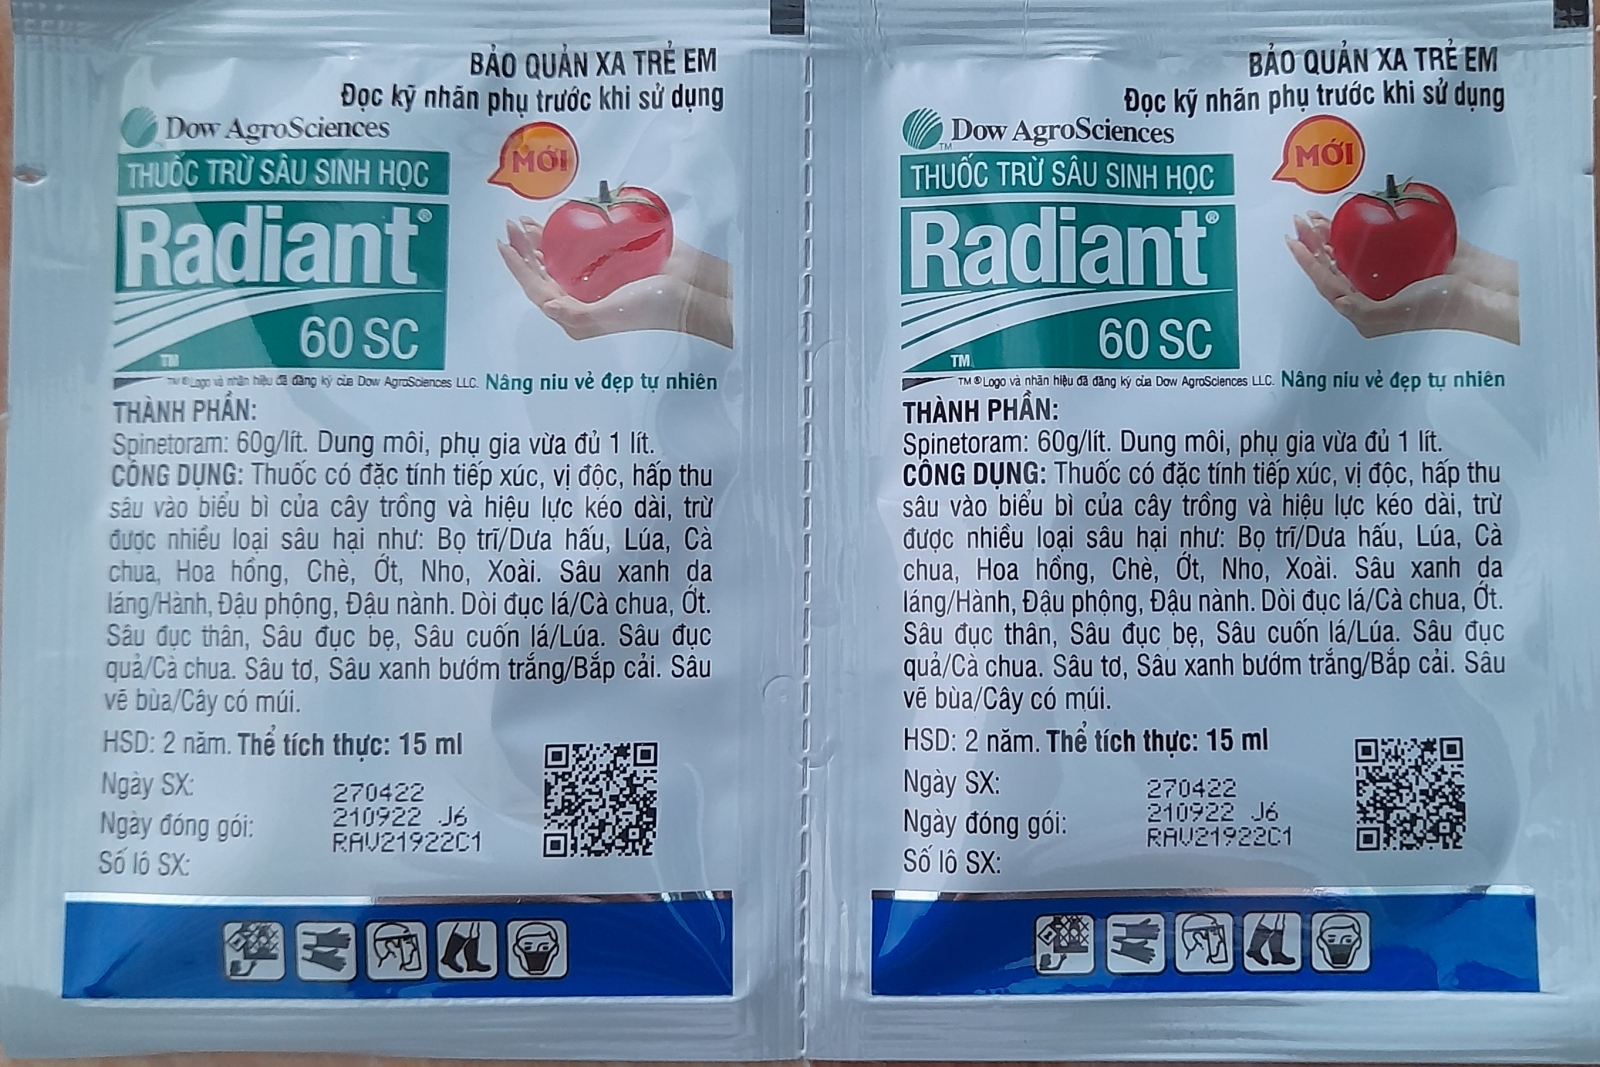 BẢO QUẢN XA TRẺ EM
Đọc kỹ nhãn phụ trước khi sử dụng
Dow AgroSciences
THUỐC TRỪ SÂU SINH HỌC
MỚI
Radiant®
60 SC
TM
TM ® Logo và nhãn hiệu đã đăng ký của Dow AgroSciences LLC. Nâng niu vẻ đẹp tự nhiên
THÀNH PHẦN:
Spinetoram: 60g/lít. Dung môi, phụ gia vừa đủ 1 lít.
CÔNG DỤNG: Thuốc có đặc tính tiếp xúc, vị độc, hấp thu
sâu vào biểu bì của cây trồng và hiệu lực kéo dài, trừ
được nhiều loại sâu hại như: Bọ trĩ/Dưa hấu, Lúa, Cà
chua, Hoa hồng, Chè, Ớt, Nho, Xoài. Sâu xanh da
láng/Hành, Đậu phộng, Đậu nành. Dòi đục lá/Cà chua, Ớt.
Sâu đục thân, Sâu đục bẹ, Sâu cuốn lá/Lúa. Sâu đục
quả/Cà chua. Sâu tơ, Sâu xanh bướm trắng/Bắp cải. Sâu
vẽ bùa/Cây có múi.
HSD: 2 năm. Thể tích thực: 15 ml
Ngày SX: 270422
Ngày đóng gói: 210922 J6
Số lô SX: RAV21922C1
BẢO QUẢN XA TRẺ EM
Đọc kỹ nhãn phụ trước khi sử dụng
TM Dow AgroSciences
THUỐC TRỪ SÂU SINH HỌC
MỚI
Radiant®
60 SC
TM
TM ® Logo và nhãn hiệu đã đăng ký của Dow AgroSciences LLC. Nâng niu vẻ đẹp tự nhiên
THÀNH PHẦN:
Spinetoram: 60g/lít. Dung môi, phụ gia vừa đủ 1 lít.
CÔNG DỤNG: Thuốc có đặc tính tiếp xúc, vị độc, hấp thu
sâu vào biểu bì của cây trồng và hiệu lực kéo dài, trừ
được nhiều loại sâu hại như: Bọ trĩ/Dưa hấu, Lúa, Cà
chua, Hoa hồng, Chè, Ớt, Nho, Xoài. Sâu xanh da
láng/Hành, Đậu phộng, Đậu nành. Dòi đục lá/Cà chua, Ớt.
Sâu đục thân, Sâu đục bẹ, Sâu cuốn lá/Lúa. Sâu đục
quả/Cà chua. Sâu tơ, Sâu xanh bướm trắng/Bắp cải. Sâu
vẽ bùa/Cây có múi.
HSD: 2 năm. Thể tích thực: 15 ml
Ngày SX: 270422
Ngày đóng gói: 210922 J6
Số lô SX: RAV21922C1